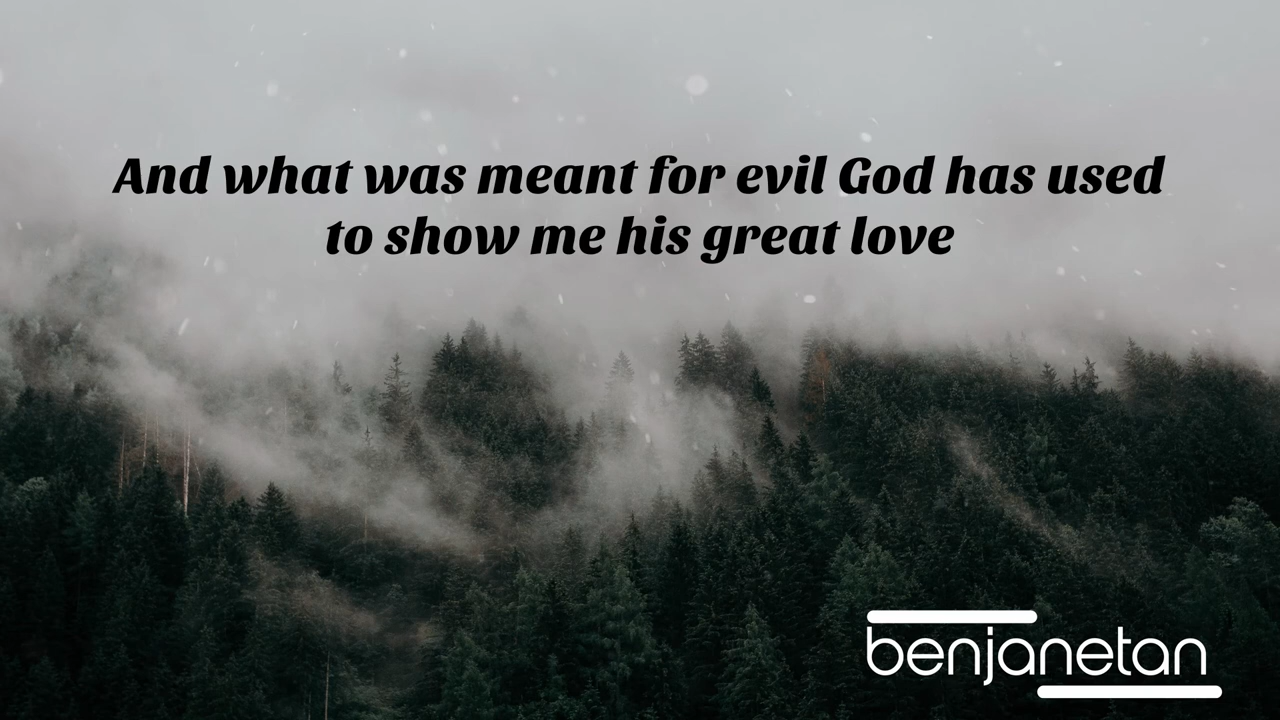 And what was meant for evil God has used
to show me his great love
benjanetan